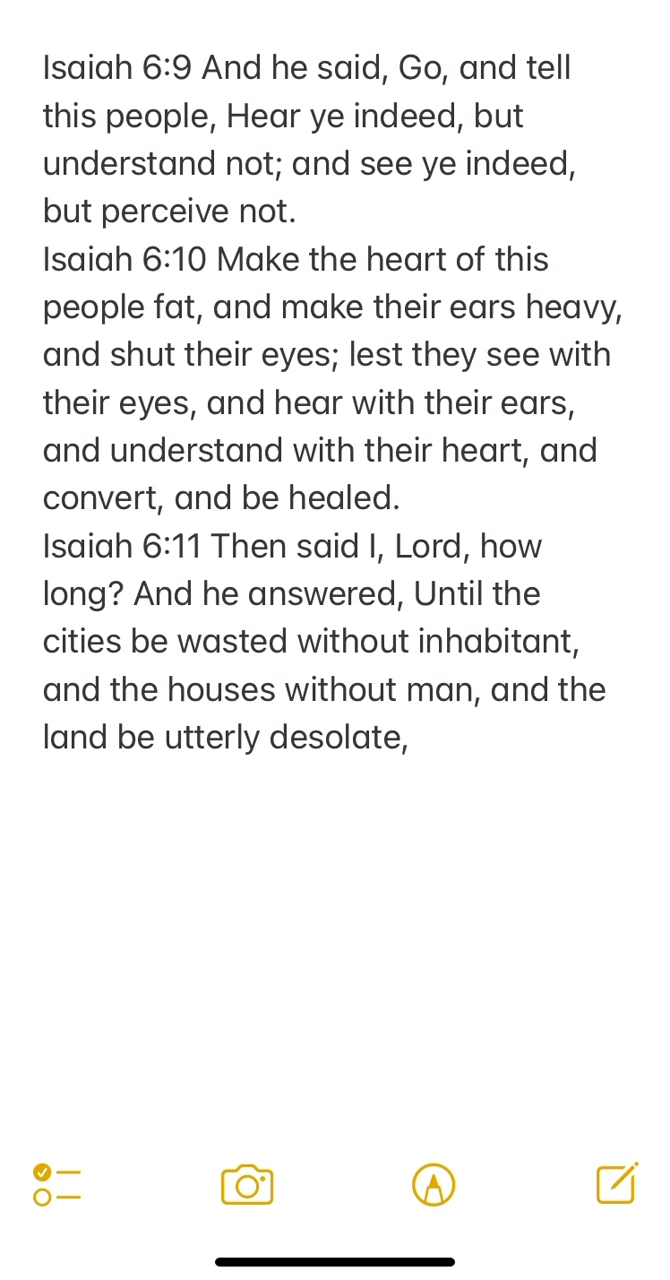 Isaiah 6:9 And he said, Go, and tell
this people, Hear ye indeed, but
understand not; and see ye indeed,
but perceive not.
Isaiah 6:10 Make the heart of this
people fat, and make their ears heavy,
and shut their eyes; lest they see with
their eyes, and hear with their ears,
and understand with their heart, and
convert, and be healed.
Isaiah 6:11 Then said I, Lord, how
long? And he answered, Until the
cities be wasted without inhabitant,
and the houses without man, and the
land be utterly desolate,